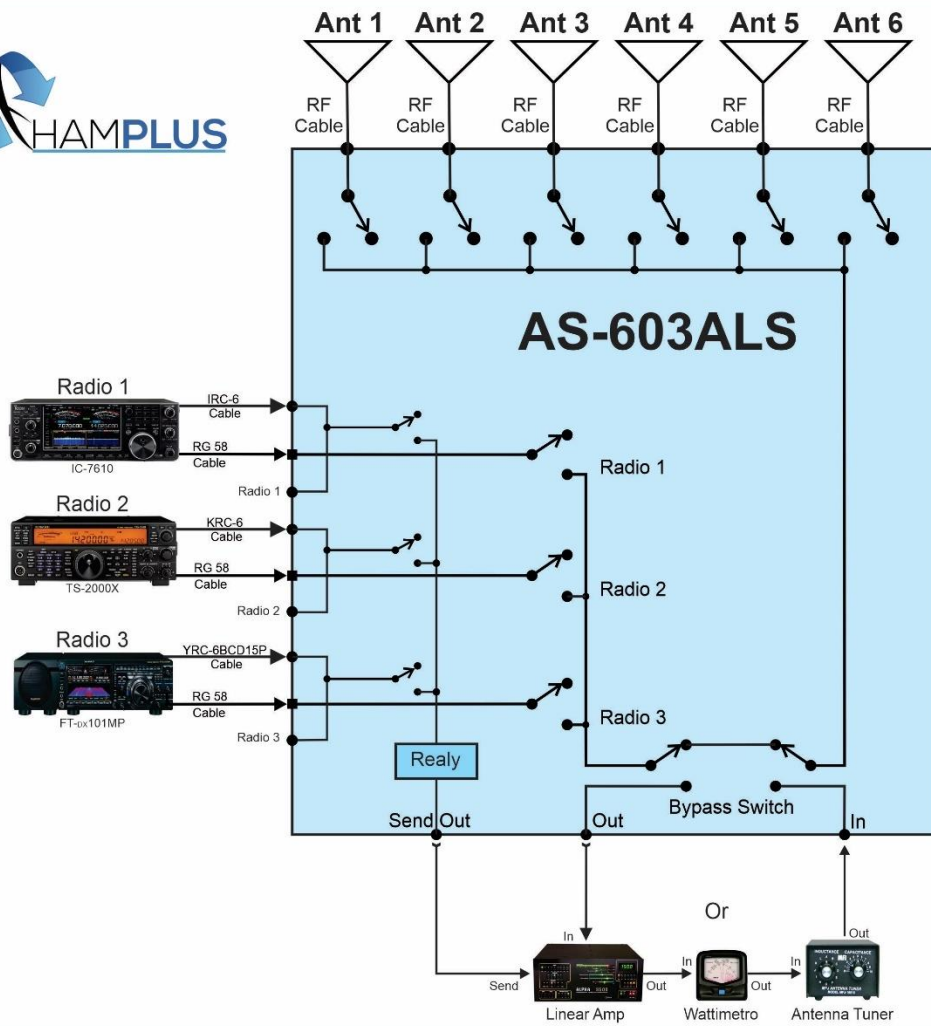 Ant 1 Ant 2 Ant 3 Ant 4 Ant 5 Ant 6
HAMPLUS
RF Cable RF Cable RF Cable RF Cable RF Cable RF Cable
AS-603ALS
Radio 1
IRC-6
Cable
RG 58
Cable
IC-7610
Radio 1
Radio 1
Radio 2
KRC-6
Cable
RG 58
Cable
TS-2000X
Radio 2
Radio 2
Radio 3
YRC-6BCD15P
Cable
RG 58
Cable
FT-DX101MP
Radio 3
Radio 3
Realy
Bypass Switch
Send Out
Out
In
Or
In
Out
Send
Out
In
Out
In
Linear Amp
Wattimetro
Antenna Tuner